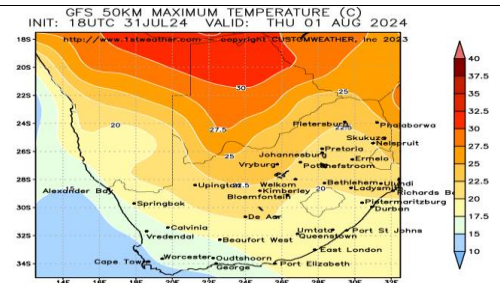 GFS 50KM MAXIMUM TEMPERATURE (C)
INIT: 18UTC 31JUL24 VALID: THU 01 AUG 2024
http://www.1stweather.com - copyright CUSTOMWEATHER, Inc 2023
18S
20S
22S
24S
26S
28S
30S
32S
34S
30
25
27.5
20
25
22.5
20
Pietersburg
Phalaborwa
Skukuza
Nelspruit
Pretoria
Johannesburg
Ermelo
Vryburg
Potchefstroom
Upington
Welkom
Kimberley
Bloemfontein
Bethlehem
Ulundi
Ladysmith
Richards B
Pietermaritzburg
Durban
Alexander Bay
Springbok
De Aar
Calvinia
Vredendal
Beaufort West
Umtata
Port St Johns
Queenstown
East London
Cape Town
Worcester
Oudtshoorn
George
Port Elizabeth
40
37.5
35
32.5
30
27.5
25
22.5
20
17.5
15
12.5
10